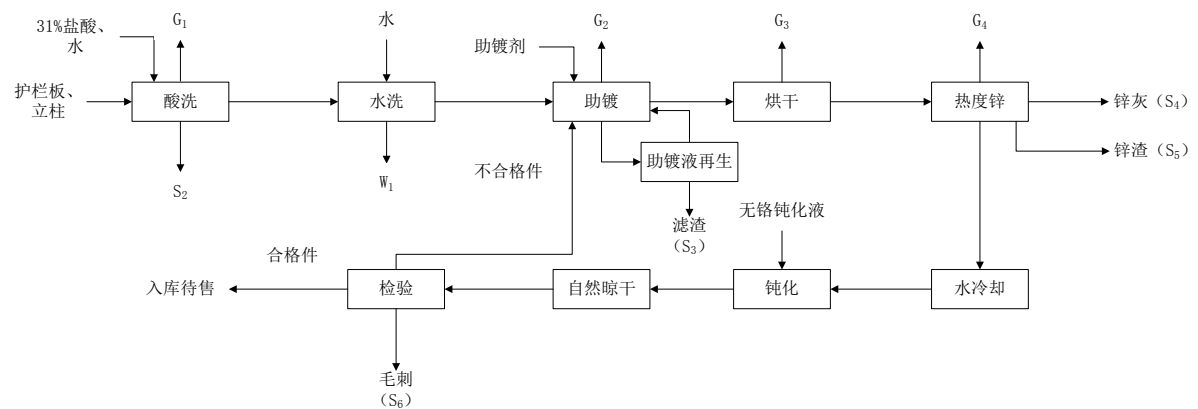 31%盐酸、
水
G₁
水
助镀剂
G₂
G₃
G₄
护栏板、
立柱
酸洗
水洗
助镀
烘干
热度锌
锌灰（S₄）
锌渣（S₅）
助镀液再生
不合格件
S₂
W₁
滤渣
（S₃）
无铬钝化液
合格件
入库待售
检验
自然晾干
钝化
水冷却
毛刺
（S₆）